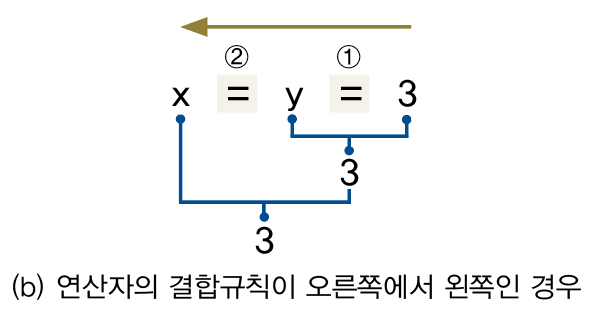 ② ①
x = y = 3
3
3
(b) 연산자의 결합규칙이 오른쪽에서 왼쪽인 경우